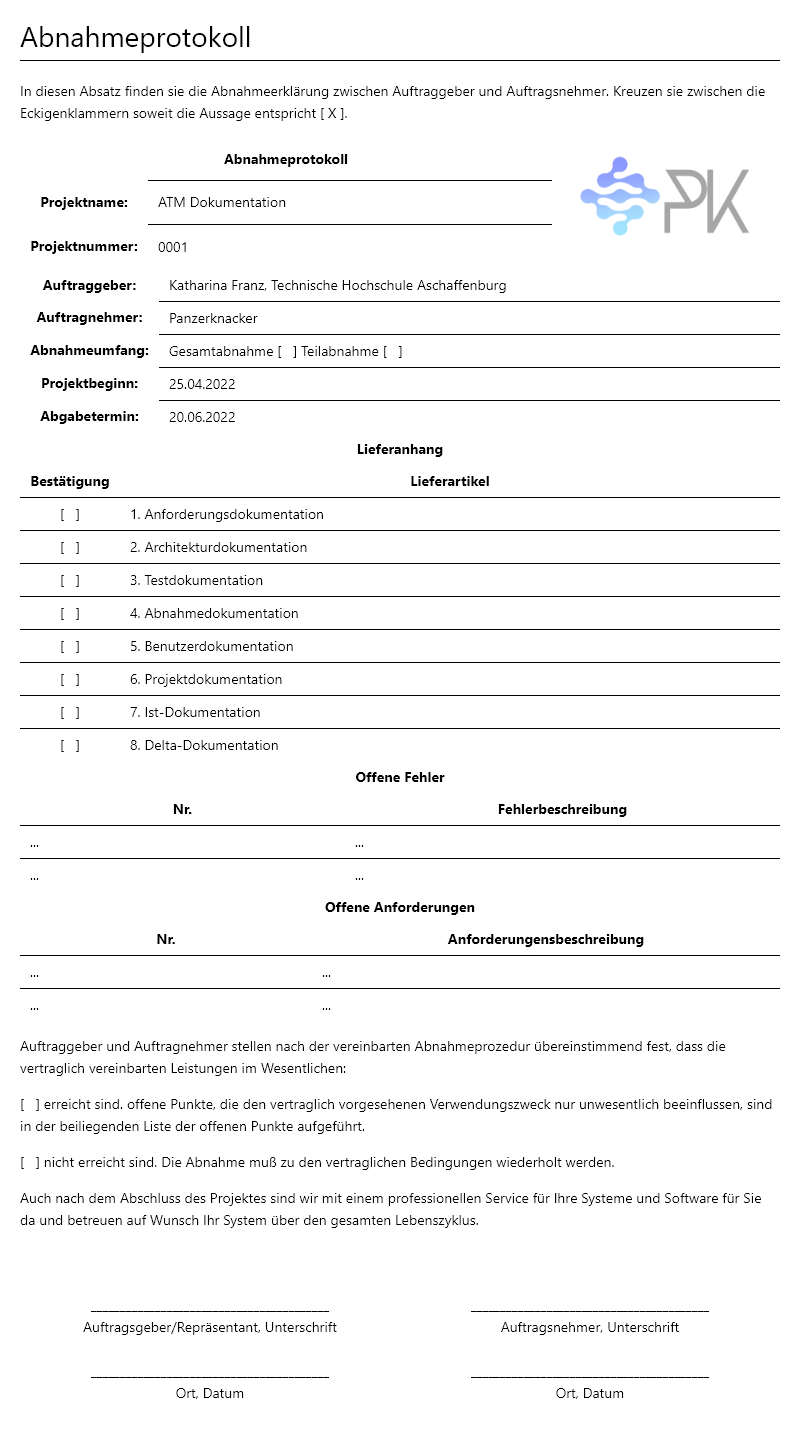 Abnahmeprotokoll
In diesen Absatz finden sie die Abnahmeerklärung zwischen Auftraggeber und Auftragsnehmer. Kreuzen sie zwischen die
Eckigenklammern soweit die Aussage entspricht [ X ].
Abnahmeprotokoll
PK
Projektname: ATM Dokumentation
Projektnummer: 0001
Auftraggeber: Katharina Franz, Technische Hochschule Aschaffenburg
Auftragnehmer: Panzerknacker
Abnahmeumfang: Gesamtabnahme [   ] Teilabnahme [   ]
Projektbeginn: 25.04.2022
Abgabetermin: 20.06.2022
Lieferanhang
Bestätigung Lieferartikel
[   ] 1. Anforderungsdokumentation
[   ] 2. Architekturdokumentation
[   ] 3. Testdokumentation
[   ] 4. Abnahmedokumentation
[   ] 5. Benutzerdokumentation
[   ] 6. Projektdokumentation
[   ] 7. Ist-Dokumentation
[   ] 8. Delta-Dokumentation
Offene Fehler
Nr. Fehlerbeschreibung
... ...
... ...
Offene Anforderungen
Nr. Anforderungensbeschreibung
... ...
... ...
Auftraggeber und Auftragnehmer stellen nach der vereinbarten Abnahmeprozedur übereinstimmend fest, dass die
vertraglich vereinbarten Leistungen im Wesentlichen:
[   ] erreicht sind. offene Punkte, die den vertraglich vorgesehenen Verwendungszweck nur unwesentlich beeinflussen, sind
in der beiliegenden Liste der offenen Punkte aufgeführt.
[   ] nicht erreicht sind. Die Abnahme muß zu den vertraglichen Bedingungen wiederholt werden.
Auch nach dem Abschluss des Projektes sind wir mit einem professionellen Service für Ihre Systeme und Software für Sie
da und betreuen auf Wunsch Ihr System über den gesamten Lebenszyklus.
__________________________________ __________________________________
Auftragsgeber/Repräsentant, Unterschrift Auftragsnehmer, Unterschrift
__________________________________ __________________________________
Ort, Datum Ort, Datum